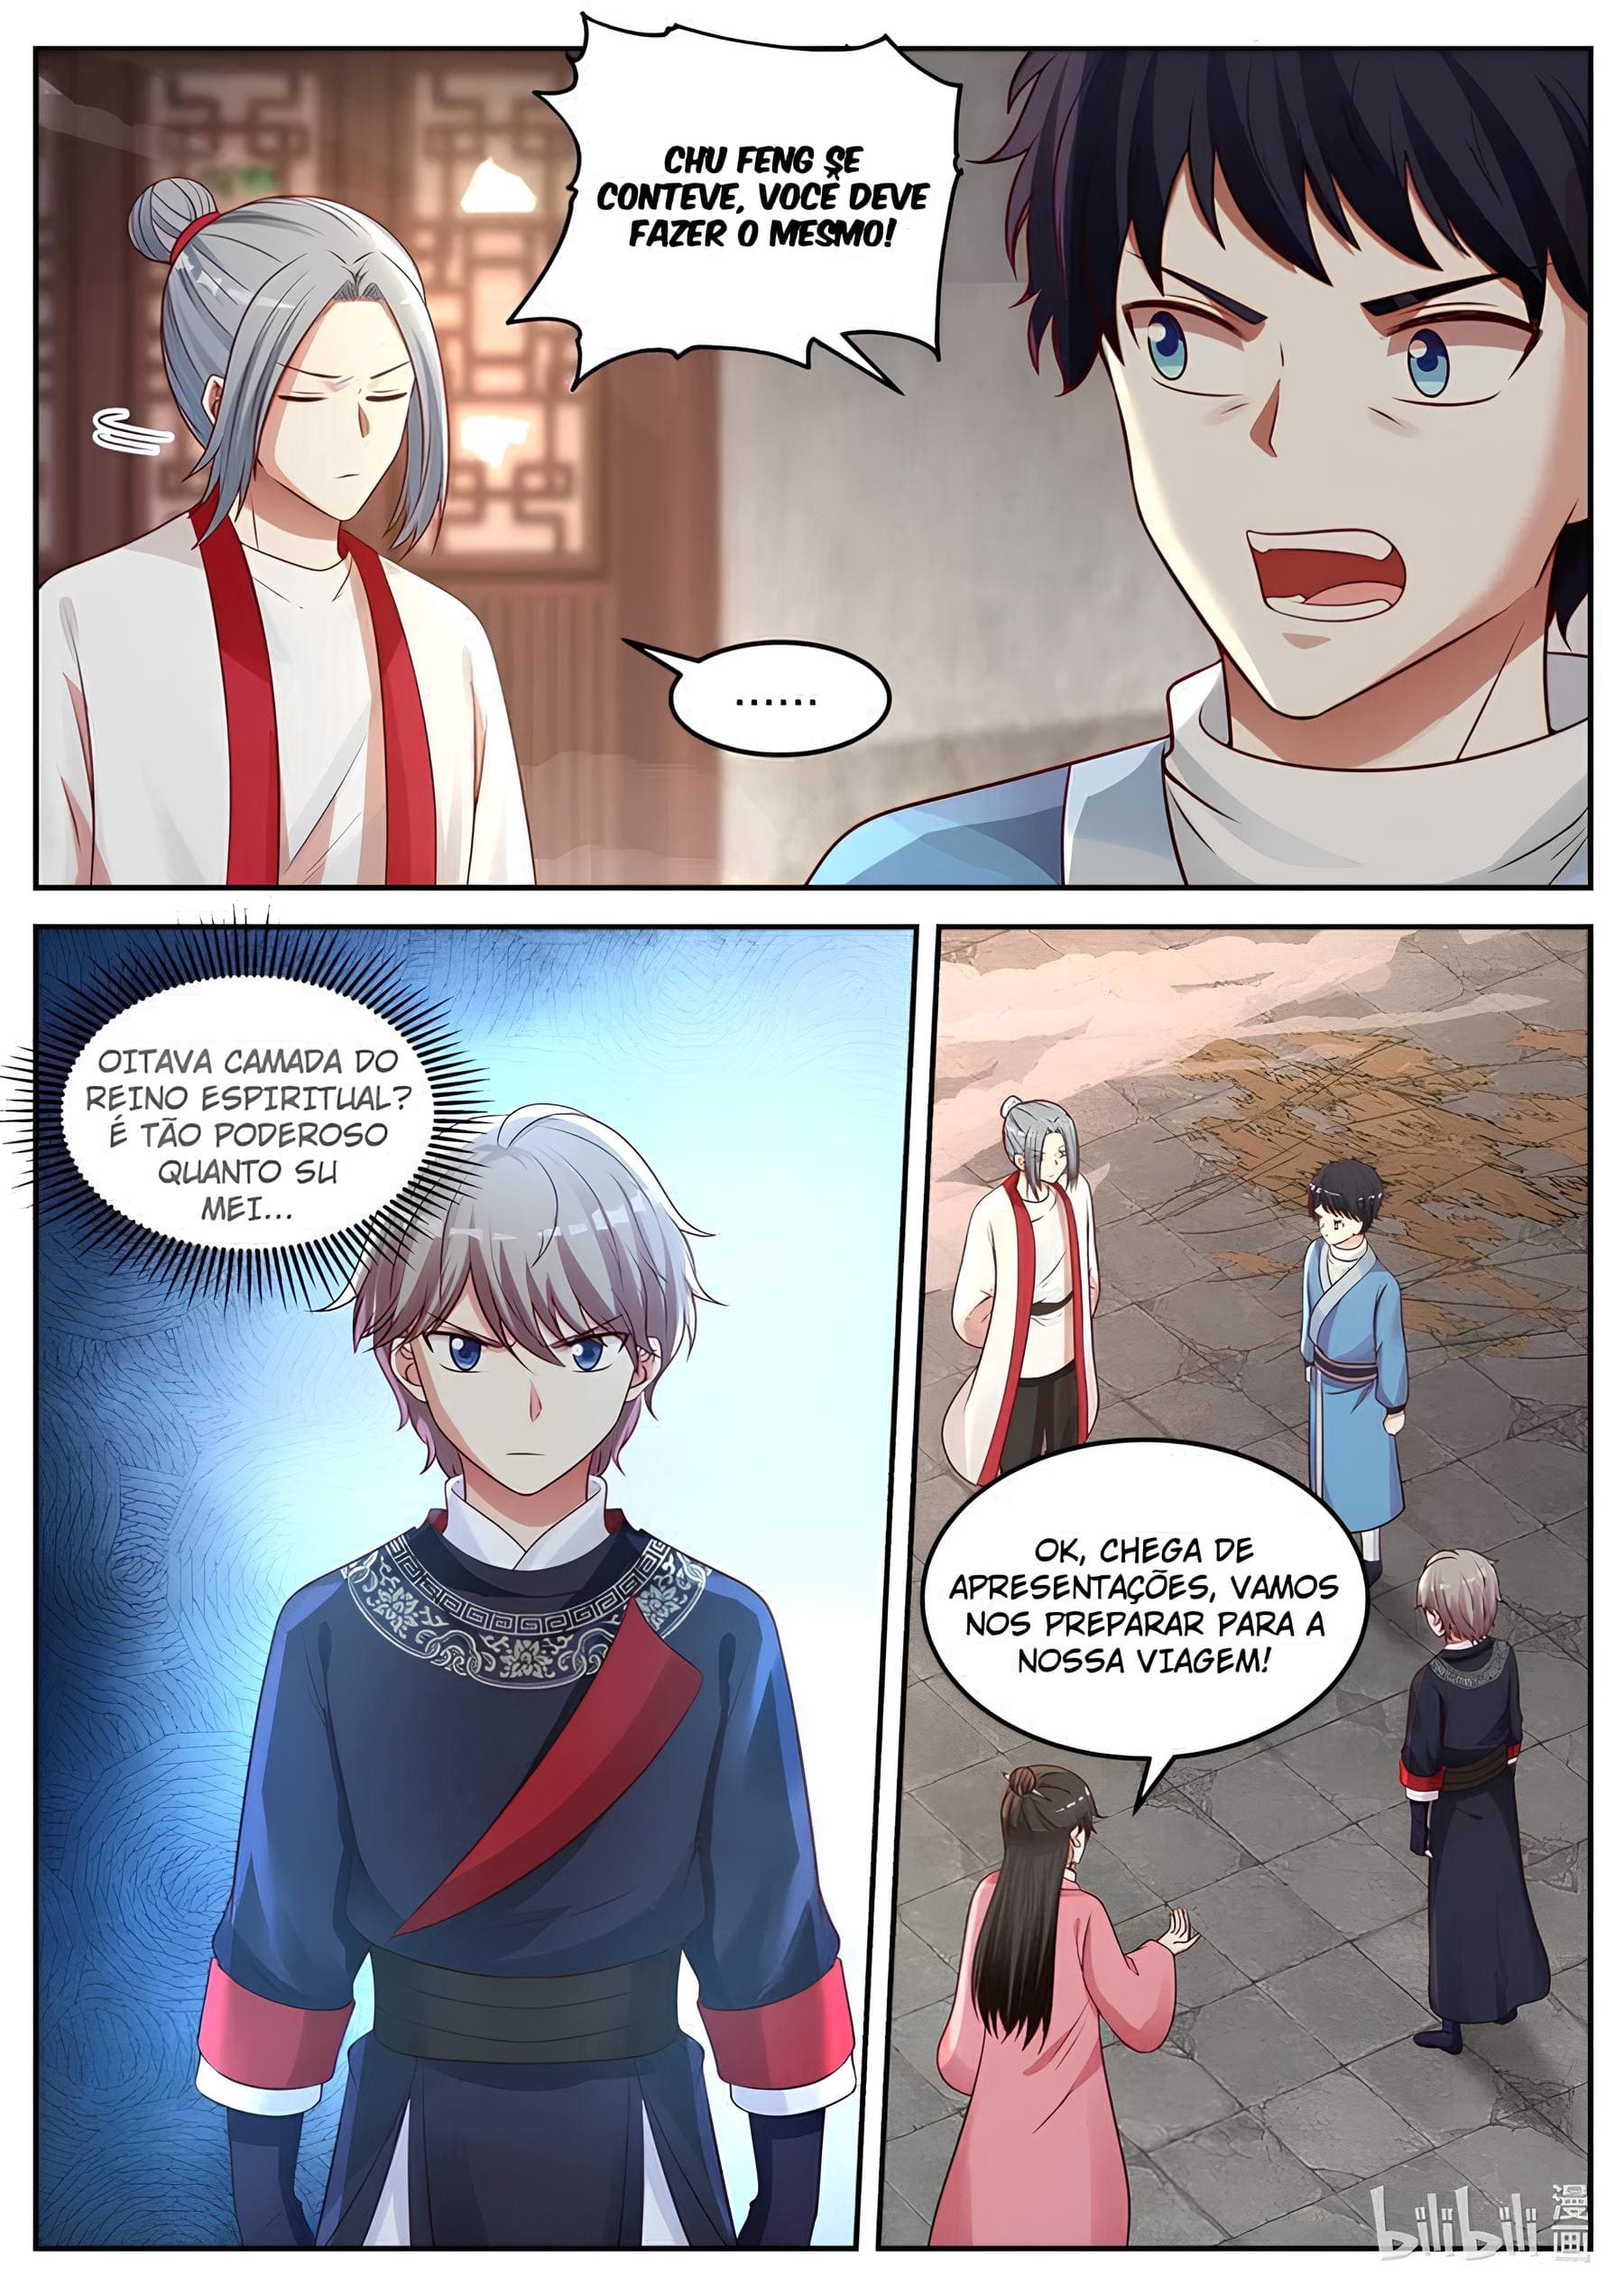 CHU FENG SE
CONTEVE, VOCÊ DEVE
FAZER O MESMO!
......
OITAVA CAMADA DO
REINO ESPIRITUAL?
É TÃO PODEROSO
QUANTO SU
MEI...
OK, CHEGA DE
APRESENTAÇÕES, VAMOS
NOS PREPARAR PARA A
NOSSA VIAGEM!
bilibili 漫画